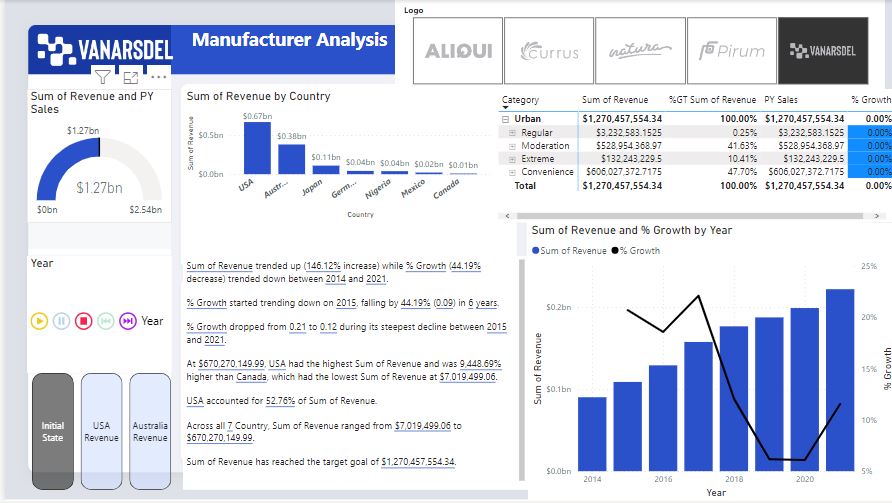 Logo
VANARSDEL
Manufacturer Analysis
ALIQUI
Currus
natura
Pirum
VANARSDEL
Sum of Revenue and PY
Sales
$1.27bn
$1.27bn
$0bn
$2.54bn
Year
Year
Initial
State
USA
Revenue
Australia
Revenue
Sum of Revenue by Country
Sum of Revenue
$0.5bn
$0.0bn
$0.67bn
$0.38bn
$0.11bn
$0.04bn
$0.04bn
$0.02bn
$0.01bn
USA
Austr...
Japan
Germ...
Nigeria
Mexico
Canada
Country
Sum of Revenue trended up (146.12% increase) while % Growth (44.19%
decrease) trended down between 2014 and 2021.
% Growth started trending down on 2015, falling by 44.19% (0.09) in 6 years.
% Growth dropped from 0.21 to 0.12 during its steepest decline between 2015
and 2021.
At $670,270,149.99, USA had the highest Sum of Revenue and was 9,448.69%
higher than Canada, which had the lowest Sum of Revenue at $7,019,499.06.
USA accounted for 52.76% of Sum of Revenue.
Across all 7 Country, Sum of Revenue ranged from $7,019,499.06 to
$670,270,149.99.
Sum of Revenue has reached the target goal of $1,270,457,554.34.
Category Sum of Revenue %GT Sum of Revenue PY Sales % Growth
Urban $1,270,457,554.34 100.00% $1,270,457,554.34 0.00%
Regular $3,232,583.1525 0.25% $3,232,583.1525 0.00%
Moderation $528,954,368.97 41.63% $528,954,368.97 0.00%
Extreme $132,243,229.5 10.41% $132,243,229.5 0.00%
Convenience $606,027,372.7175 47.70% $606,027,372.7175 0.00%
Total $1,270,457,554.34 100.00% $1,270,457,554.34 0.00%
Sum of Revenue and % Growth by Year
Sum of Revenue % Growth
Sum of Revenue
$0.2bn
$0.1bn
$0.0bn
25%
20%
15%
10%
5%
% Growth
2014
2016
2018
2020
Year